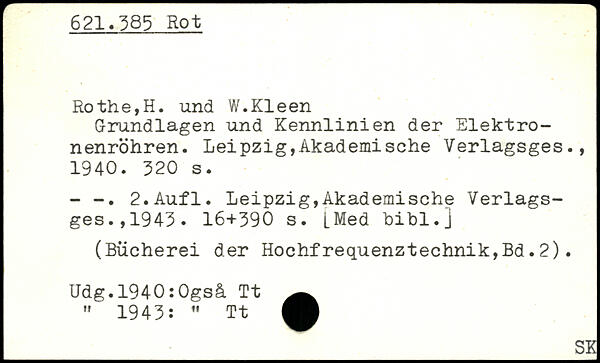 621.385 Rot
Rothe,H. und W.Kleen
Grundlagen und Kennlinien der Elektro-
nenröhren. Leipzig,Akademische Verlagsges.,
1940. 320 s.
- -. 2.Aufl. Leipzig,Akademische Verlags-
ges.,1943. 16+390 s. [Med bibl.]
(Bücherei der Hochfrequenztechnik,Bd.2).
Udg.1940:Også Tt
" 1943: " Tt
SK